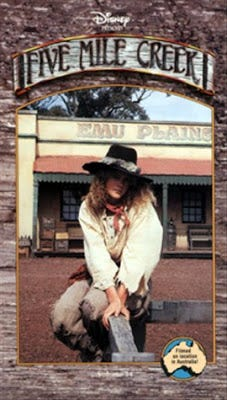 Disney
PRESENTS
FIVE MILE CREEK
EMU PLAINS
Filmed
on location
in Australia!